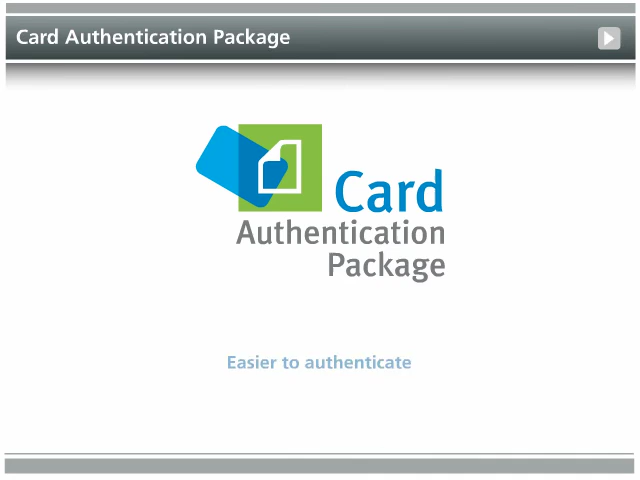 Card Authentication Package
Card
Authentication
Package
Easier to authenticate